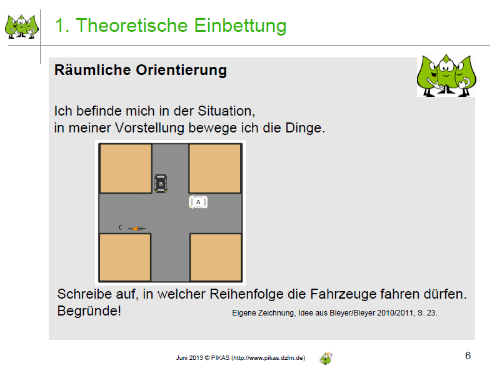 1. Theoretische Einbettung
Räumliche Orientierung
Ich befinde mich in der Situation,
in meiner Vorstellung bewege ich die Dinge.
B
A
C
Schreibe auf, in welcher Reihenfolge die Fahrzeuge fahren dürfen.
Begründe!
Eigene Zeichnung, Idee aus Bleyer/Bleyer 2010/2011, S. 23.
Juni 2013 © PIKAS (http://www.pikas.dzlm.de)
6